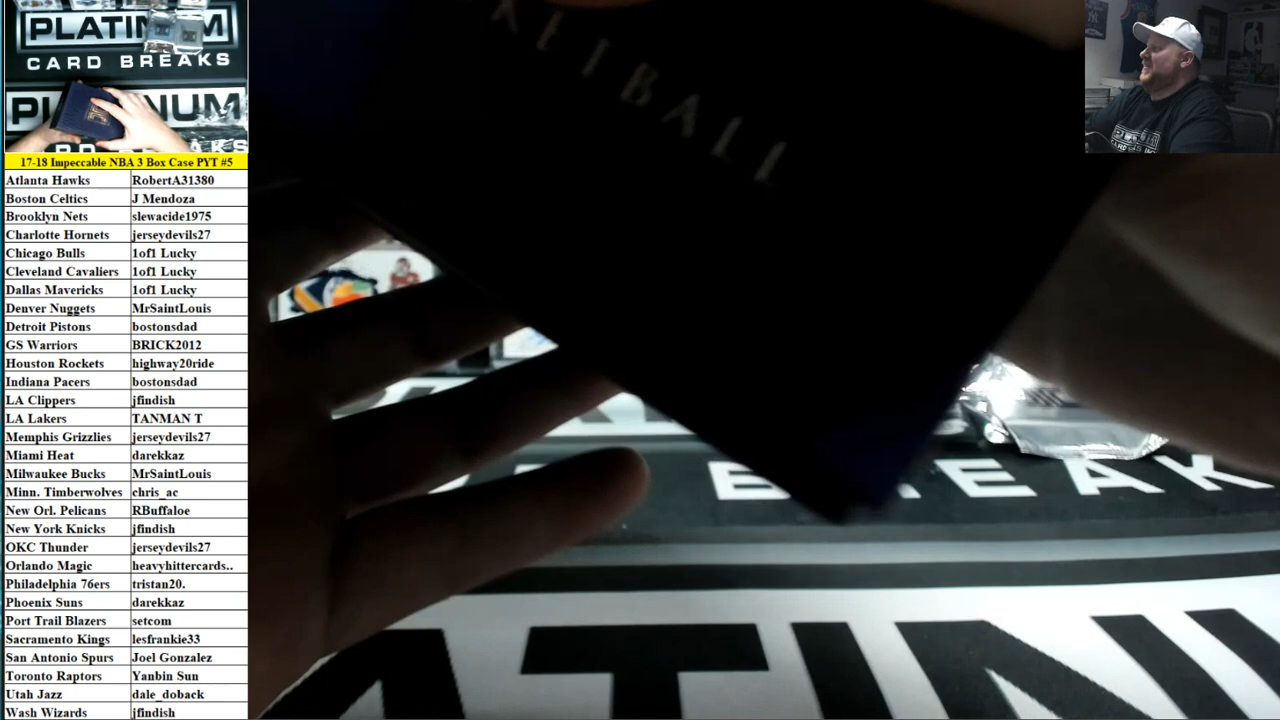 PLATINUM
CARD BREAKS
17-18 Impeccable NBA 3 Box Case PYT #5
Atlanta Hawks RobertA31380
Boston Celtics J Mendoza
Brooklyn Nets slewacide1975
Charlotte Hornets jerseydevils27
Chicago Bulls 1of1 Lucky
Cleveland Cavaliers 1of1 Lucky
Dallas Mavericks 1of1 Lucky
Denver Nuggets MrSaintLouis
Detroit Pistons bostonsdad
GS Warriors BRICK2012
Houston Rockets highway20ride
Indiana Pacers bostonsdad
LA Clippers jfindish
LA Lakers TANMAN T
Memphis Grizzlies jerseydevils27
Miami Heat darekkaz
Milwaukee Bucks MrSaintLouis
Minn. Timberwolves chris_ac
New Orl. Pelicans RBuffaloe
New York Knicks jfindish
OKC Thunder jerseydevils27
Orlando Magic heavyhittercards..
Philadelphia 76ers tristan20.
Phoenix Suns darekkaz
Port Trail Blazers setcom
Sacramento Kings lesfrankie33
San Antonio Spurs Joel Gonzalez
Toronto Raptors Yanbin Sun
Utah Jazz dale_doback
Wash Wizards jfindish
BREAK
ATINU
PLATINUM